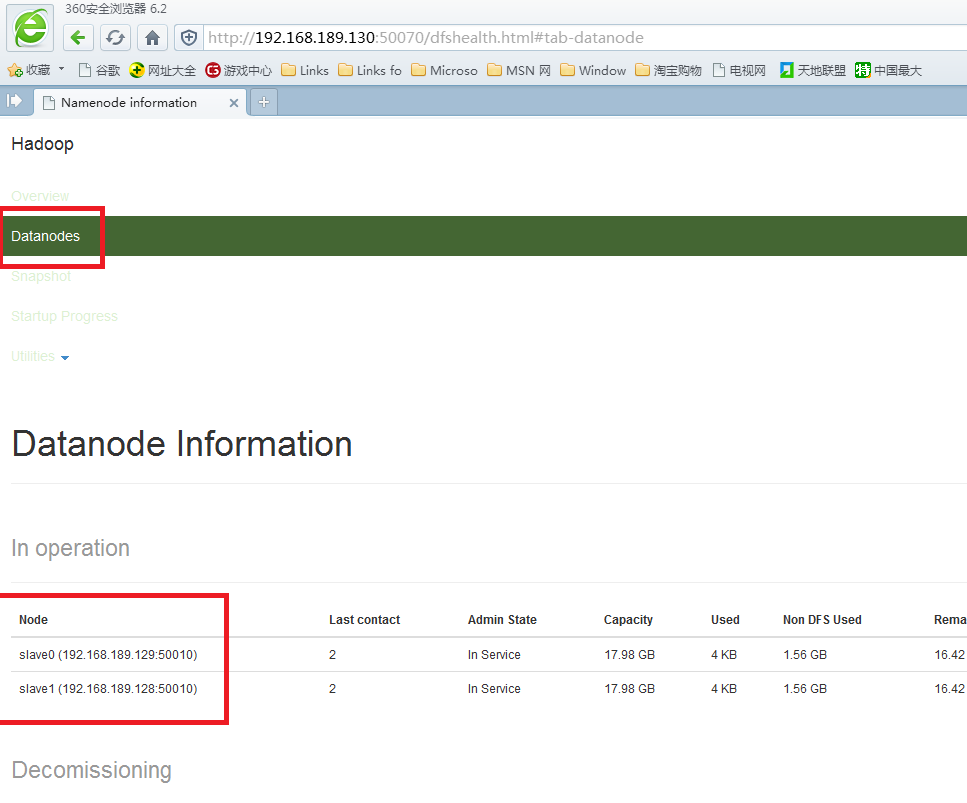 360安全浏览器 6.2
http://192.168.189.130:50070/dfshealth.html#tab-datanode
收藏 谷歌 网址大全 游戏中心 Links Links fo Microso MSN 网 Window 淘宝购物 电视网 天地联盟 中国最大
Namenode information
Hadoop
Overview
Datanodes
Snapshot
Startup Progress
Utilities
Datanode Information
In operation
Node Last contact Admin State Capacity Used Non DFS Used Rema
slave0 (192.168.189.129:50010) 2 In Service 17.98 GB 4 KB 1.56 GB 16.42
slave1 (192.168.189.128:50010) 2 In Service 17.98 GB 4 KB 1.56 GB 16.42
Decomissioning